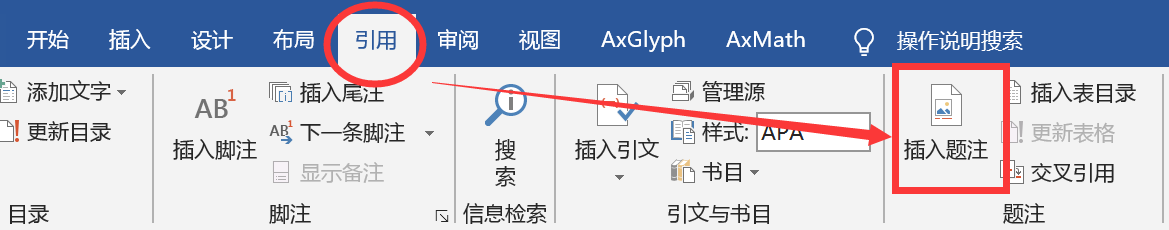 开始 插入 设计 布局 引用 审阅 视图 AxGlyph AxMath 操作说明搜索
添加文字
更新目录
目录
AB1
插入脚注
插入尾注
AB1
下一条脚注
显示备注
脚注
搜
索
信息检索
插入引文
管理源
样式: APA
书目
引文与书目
插入题注
插入表目录
更新表格
交叉引用
题注